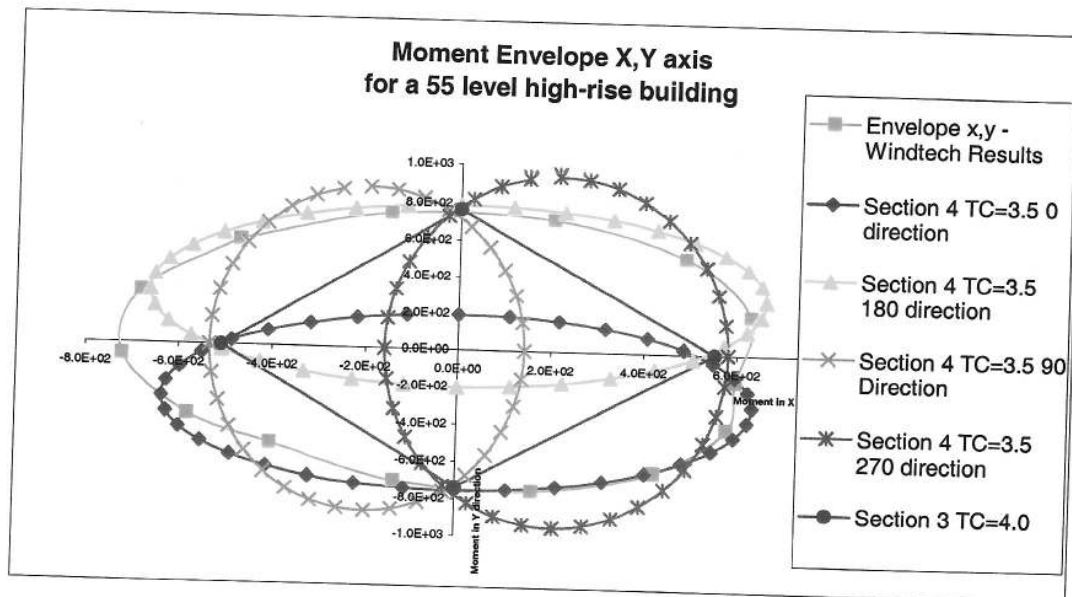 Moment Envelope X,Y axis
for a 55 level high-rise building
1.0E+03
8.0E+02
6.0E+02
4.0E+02
2.0E+02
0.0E+00
-2.0E+02
-4.0E+02
-6.0E+02
-8.0E+02
-1.0E+03
-8.0E+02
-6.0E+02
-4.0E+02
-2.0E+02
0.0E+00
2.0E+02
4.0E+02
6.0E+02
Moment in X
Moment in Y direction
Envelope x,y -
Windtech Results
Section 4 TC=3.5 0
direction
Section 4 TC=3.5
180 direction
Section 4 TC=3.5 90
Direction
Section 4 TC=3.5
270 direction
Section 3 TC=4.0